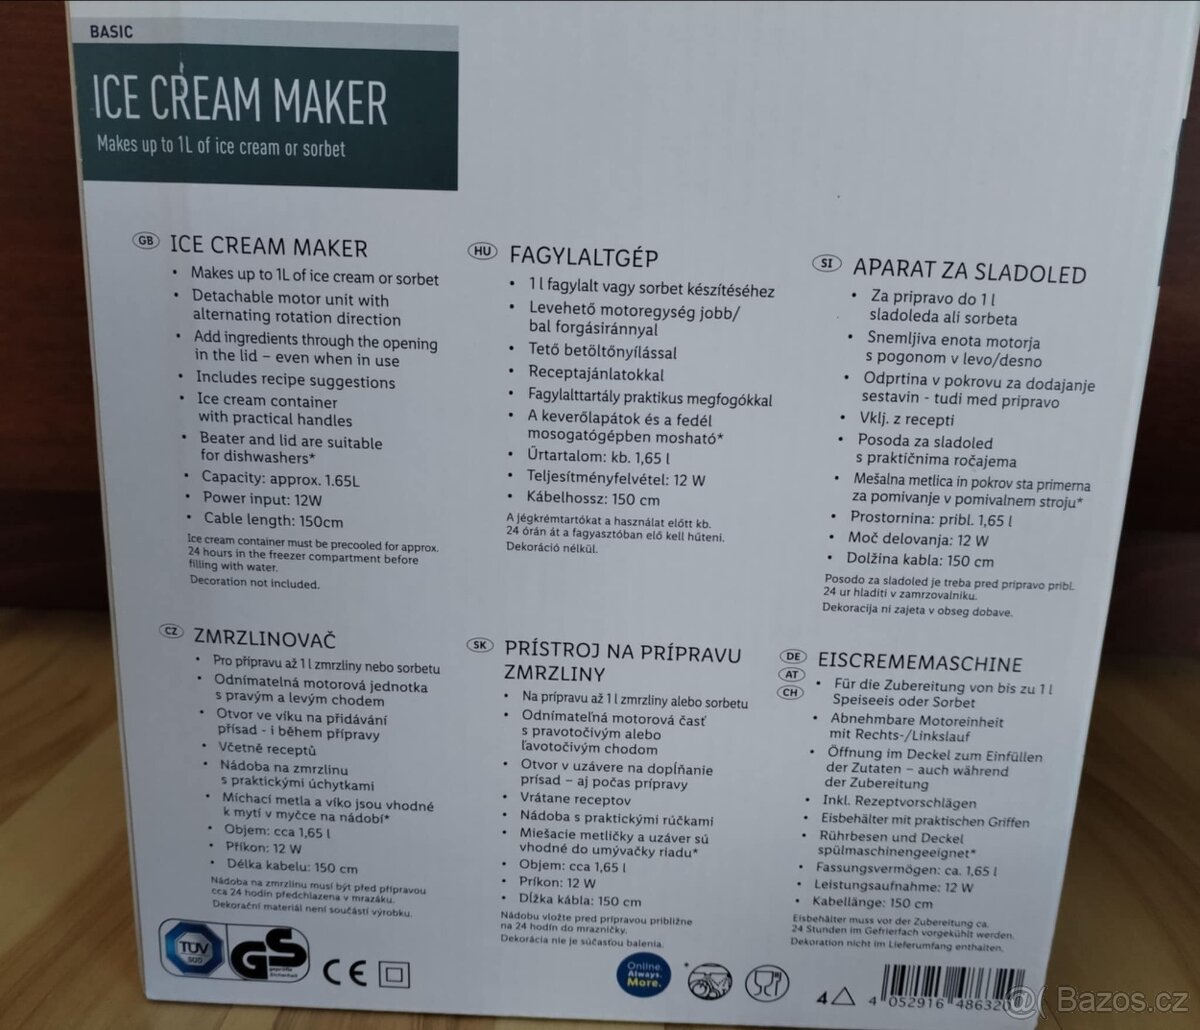 BASIC
ICE CREAM MAKER
Makes up to 1L of ice cream or sorbet
GB ICE CREAM MAKER
• Makes up to 1L of ice cream or sorbet
• Detachable motor unit with
alternating rotation direction
• Add ingredients through the opening
in the lid – even when in use
• Includes recipe suggestions
• Ice cream container
with practical handles
• Beater and lid are suitable
for dishwashers*
• Capacity: approx. 1.65L
• Power input: 12W
• Cable length: 150cm
Ice cream container must be precooled for approx.
24 hours in the freezer compartment before
filling with water.
Decoration not included.
HU FAGYLALTGÉP
• 1 l fagylalt vagy sorbet készítéséhez
• Levehető motoregység jobb/
bal forgásiránnyal
• Tető betöltőnyílással
• Receptajánlatokkal
• Fagylalttartály praktikus megfogókkal
• A keverőlapátok és a fedél
mosogatógépben mosható*
• Űrtartalom: kb. 1,65 l
• Teljesítményfelvétel: 12 W
• Kábelhossz: 150 cm
A jégkrémtartókat a használat előtt kb.
24 órán át a fagyasztóban elő kell hűteni.
Dekoráció nélkül.
SI APARAT ZA SLADOLED
• Za pripravo do 1 l
sladoleda ali sorbeta
• Snemljiva enota motorja
s pogonom v levo/desno
• Odprtina v pokrovu za dodajanje
sestavin - tudi med pripravo
• Vklj. z recepti
• Posoda za sladoled
s praktičnima ročajema
• Mešalna metlica in pokrov sta primerna
za pomivanje v pomivalnem stroju*
• Prostornina: pribl. 1,65 l
• Moč delovanja: 12 W
• Dolžina kabla: 150 cm
Posodo za sladoled je treba pred pripravo pribl.
24 ur hladiti v zamrzovalniku.
Dekoracija ni zajeta v obseg dobave.
CZ ZMRZLINOVAČ
• Pro přípravu až 1 l zmrzliny nebo sorbetu
• Odnímatelná motorová jednotka
s pravým a levým chodem
• Otvor ve víku na přidávání
přísad - i během přípravy
• Včetně receptů
• Nádoba na zmrzlinu
s praktickými úchytkami
• Míchací metla a víko jsou vhodné
k mytí v myčce na nádobí*
• Objem: cca 1,65 l
• Příkon: 12 W
• Délka kabelu: 150 cm
Nádoba na zmrzlinu musí být před přípravou
cca 24 hodin předchlazena v mrazáku.
Dekorační materiál není součástí výrobku.
SK PRÍSTROJ NA PRÍPRAVU
ZMRZLINY
• Na prípravu až 1 l zmrzliny alebo sorbetu
• Odnímateľná motorová časť
s pravotočivým alebo
ľavotočivým chodom
• Otvor v uzávere na dopĺňanie
prísad – aj počas prípravy
• Vrátane receptov
• Nádoba s praktickými rúčkami
• Miešacie metličky a uzáver sú
vhodné do umývačky riadu*
• Objem: cca 1,65 l
• Príkon: 12 W
• Dĺžka kábla: 150 cm
Nádobu vložte pred prípravou približne
na 24 hodín do mrazničky.
Dekorácia nie je súčasťou balenia.
DE AT CH EISCREMEMASCHINE
• Für die Zubereitung von bis zu 1 l
Speiseeis oder Sorbet
• Abnehmbare Motoreinheit
mit Rechts-/Linkslauf
• Öffnung im Deckel zum Einfüllen
der Zutaten – auch während
der Zubereitung
• Inkl. Rezeptvorschlägen
• Eisbehälter mit praktischen Griffen
• Rührbesen und Deckel
spülmaschinengeeignet*
• Fassungsvermögen: ca. 1,65 l
• Leistungsaufnahme: 12 W
• Kabellänge: 150 cm
Eisbehälter muss vor der Zubereitung ca.
24 Stunden im Gefrierfach vorgekühlt werden.
Dekoration nicht im Lieferumfang enthalten.
TÜV
SÜD
GS
geprüfte
Sicherheit
CE
Online.
Always.
More.
*
4
4 052916 48632
Bazos.cz